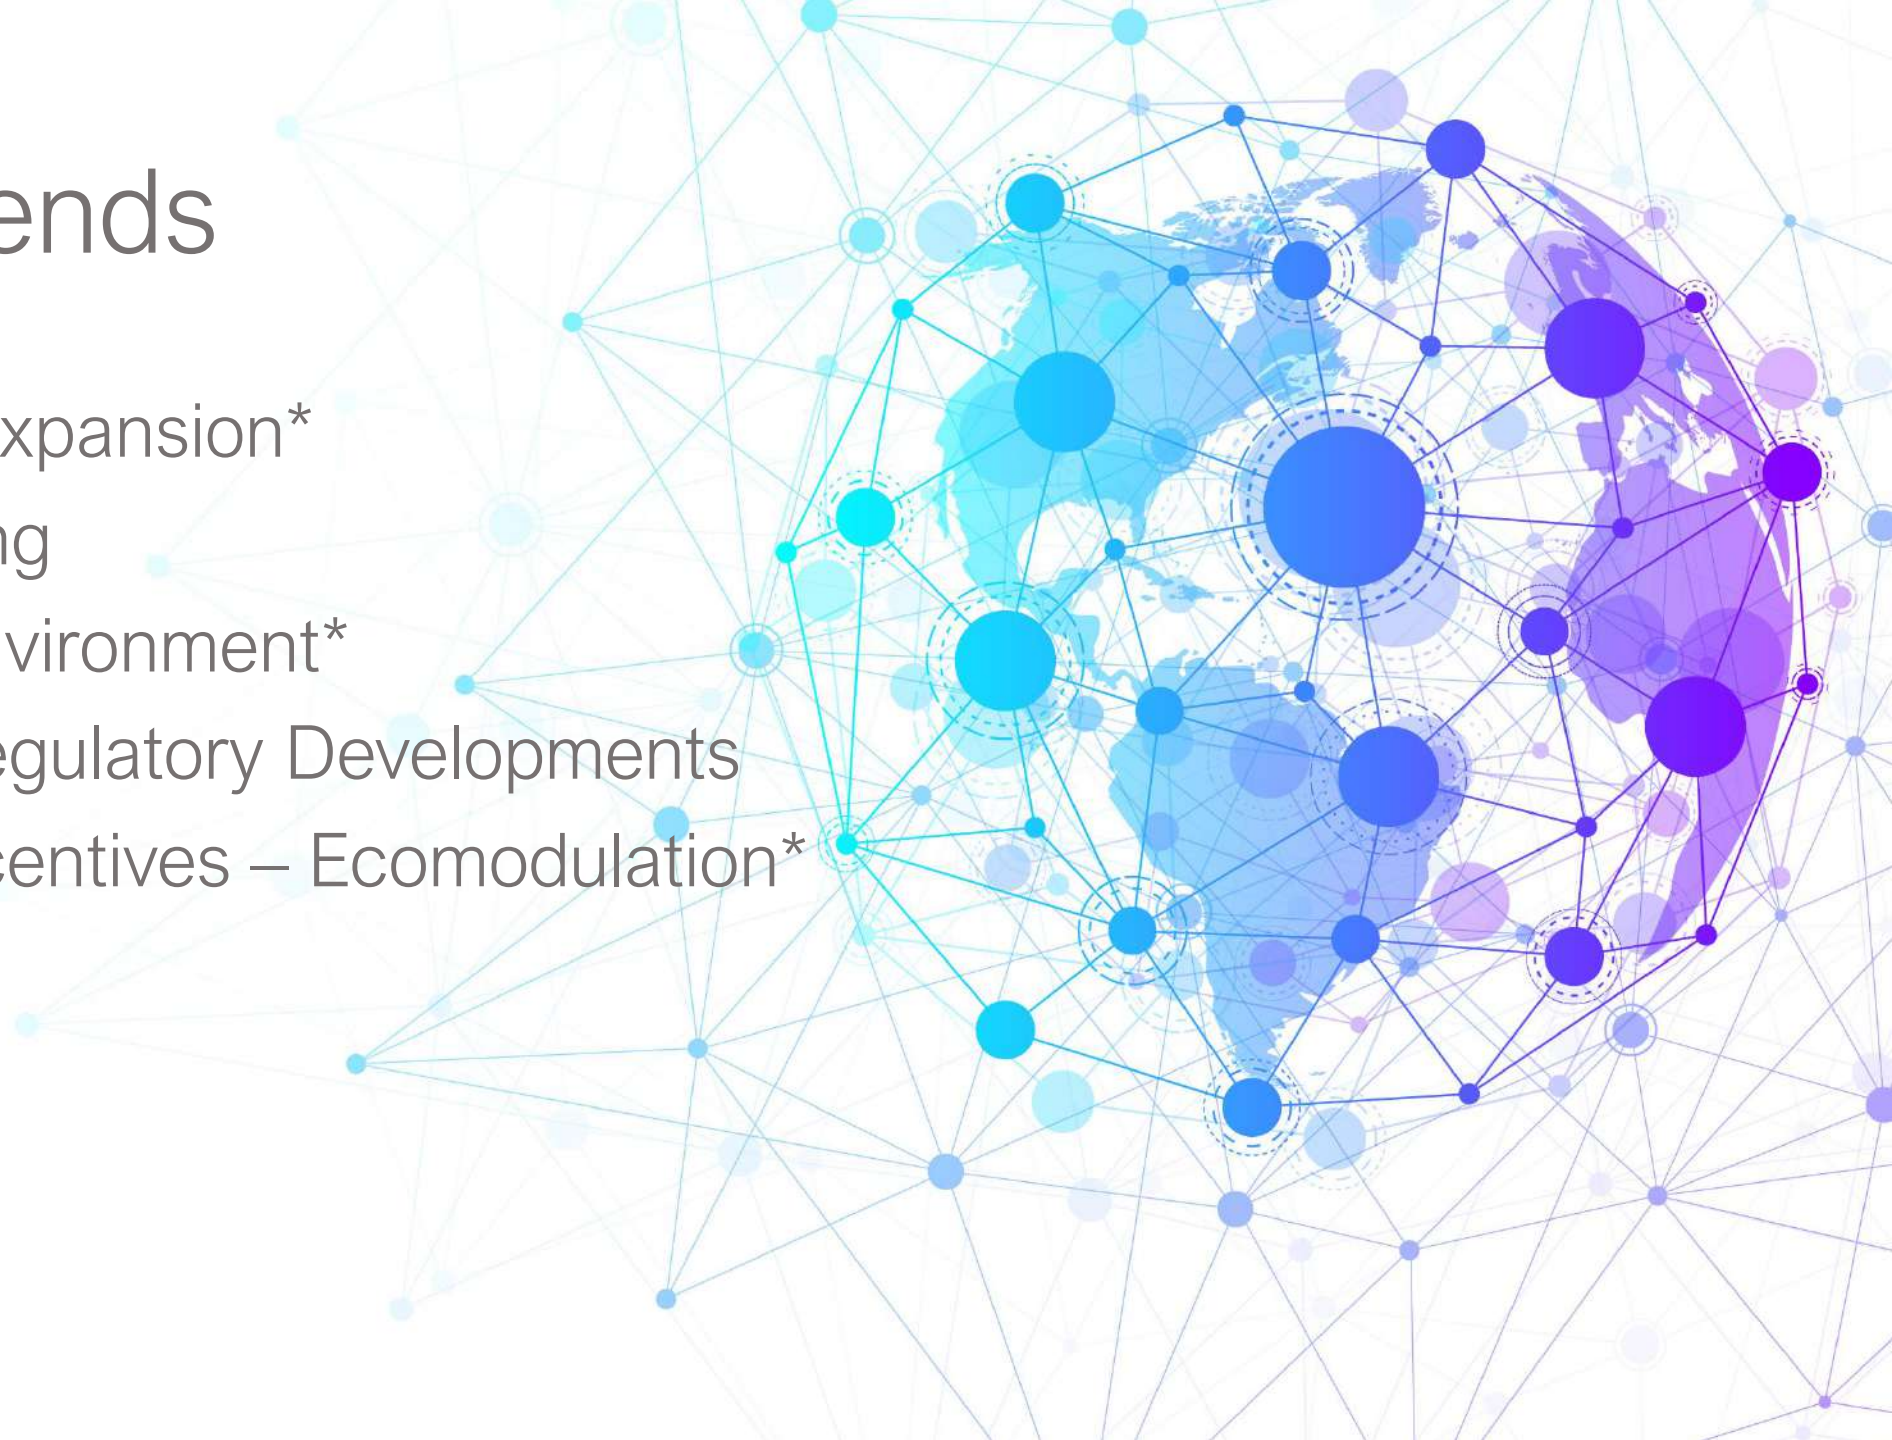 ends
xpansion*
ng
vironment*
egulatory Developments
centives – Ecomodulation*